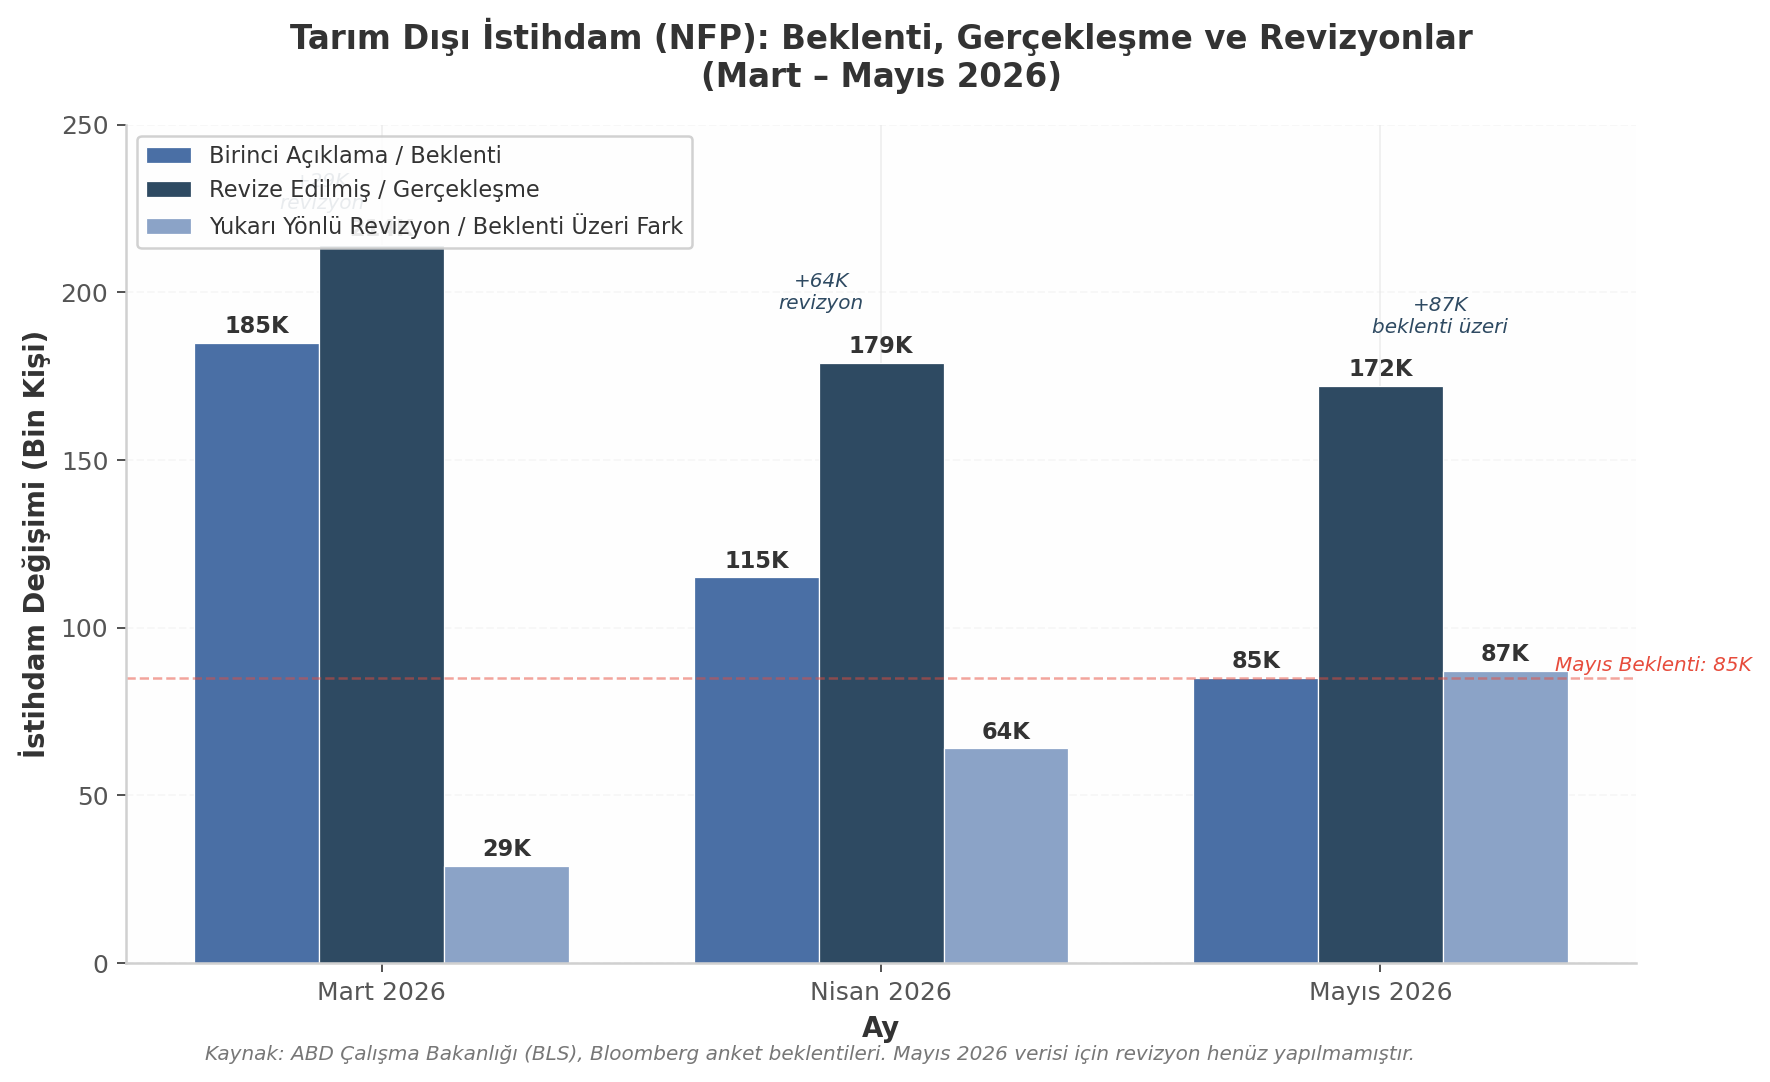 Tarım Dışı İstihdam (NFP): Beklenti, Gerçekleşme ve Revizyonlar
(Mart – Mayıs 2026)
İstihdam Değişimi (Bin Kişi)
250
200
150
100
50
0
Birinci Açıklama / Beklenti
Revize Edilmiş / Gerçekleşme
Yukarı Yönlü Revizyon / Beklenti Üzeri Fark
revizyon
185K
29K
+64K
revizyon
115K
179K
64K
+87K
beklenti üzeri
85K
172K
87K
Mayıs Beklenti: 85K
Mart 2026
Nisan 2026
Mayıs 2026
Ay
Kaynak: ABD Çalışma Bakanlığı (BLS), Bloomberg anket beklentileri. Mayıs 2026 verisi için revizyon henüz yapılmamıştır.